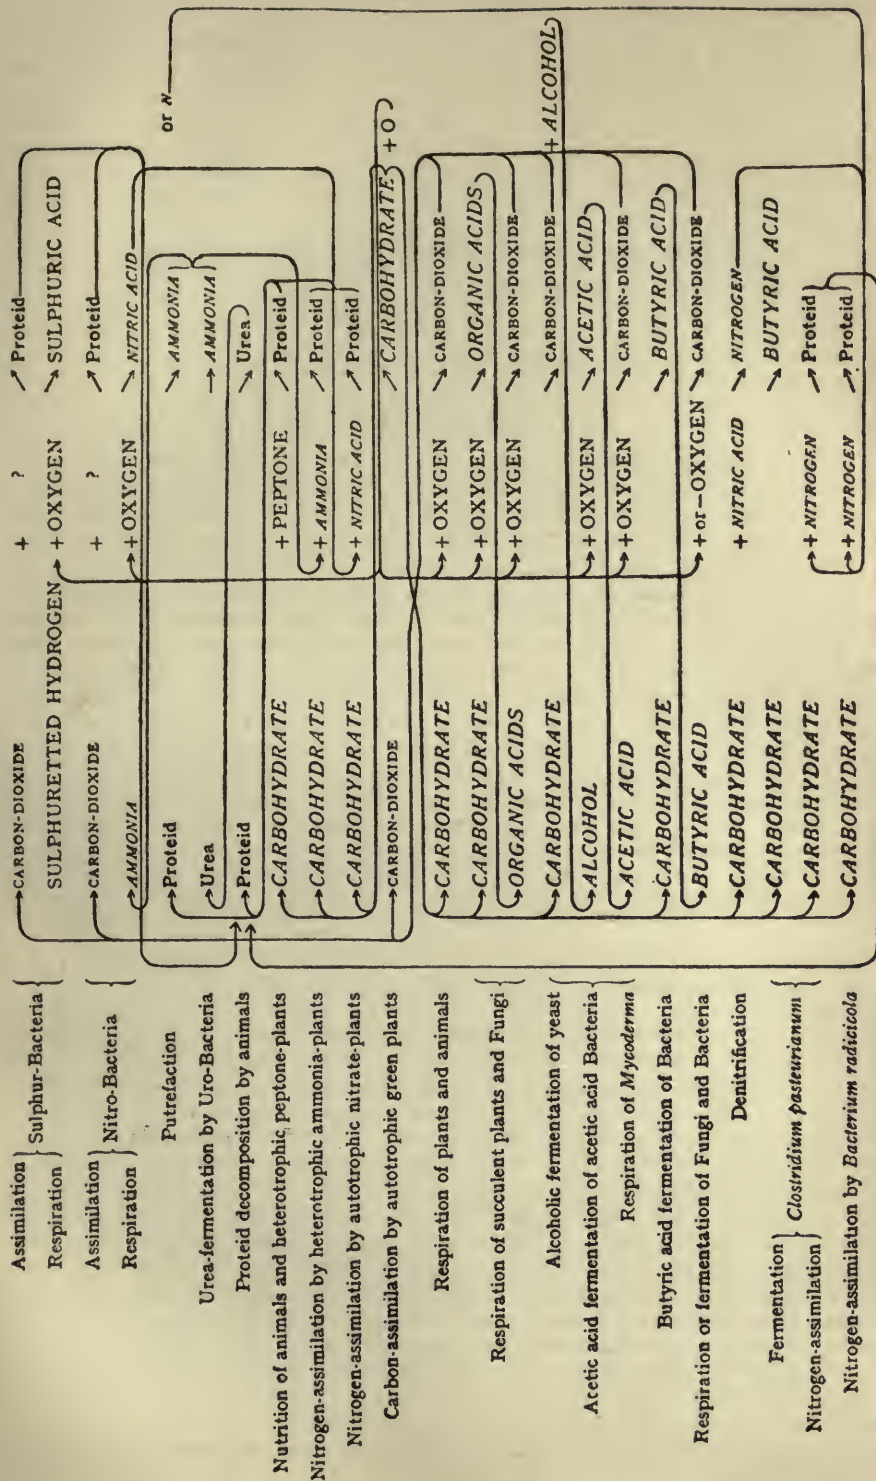 Assimilation } Sulphur-Bacteria { CARBON-DIOXIDE + ? Proteid
Respiration SULPHURETTED HYDROGEN + OXYGEN SULPHURIC ACID
Assimilation } Nitro-Bacteria { CARBON-DIOXIDE + ? Proteid
Respiration AMMONIA + OXYGEN NITRIC ACID or N
Putrefaction Proteid AMMONIA
Urea-fermentation by Uro-Bacteria Urea AMMONIA
Proteid decomposition by animals Proteid Urea
Nutrition of animals and heterotrophic peptone-plants CARBOHYDRATE + PEPTONE Proteid
Nitrogen-assimilation by heterotrophic ammonia-plants CARBOHYDRATE + AMMONIA Proteid
Nitrogen-assimilation by autotrophic nitrate-plants CARBOHYDRATE + NITRIC ACID Proteid
Carbon-assimilation by autotrophic green plants CARBON-DIOXIDE CARBOHYDRATE + O
Respiration of plants and animals CARBOHYDRATE + OXYGEN CARBON-DIOXIDE
Respiration of succulent plants and Fungi { CARBOHYDRATE + OXYGEN ORGANIC ACIDS
ORGANIC ACIDS + OXYGEN CARBON-DIOXIDE
Alcoholic fermentation of yeast CARBOHYDRATE CARBON-DIOXIDE + ALCOHOL
Acetic acid fermentation of acetic acid Bacteria ALCOHOL + OXYGEN ACETIC ACID
Respiration of Mycoderma ACETIC ACID + OXYGEN CARBON-DIOXIDE
Butyric acid fermentation of Bacteria CARBOHYDRATE BUTYRIC ACID
Respiration or fermentation of Fungi and Bacteria BUTYRIC ACID + or – OXYGEN CARBON-DIOXIDE
Denitrification CARBOHYDRATE + NITRIC ACID NITROGEN
Fermentation } Clostridium pasteurianum { CARBOHYDRATE BUTYRIC ACID
Nitrogen-assimilation CARBOHYDRATE + NITROGEN Proteid
Nitrogen-assimilation by Bacterium radicicola CARBOHYDRATE + NITROGEN Proteid